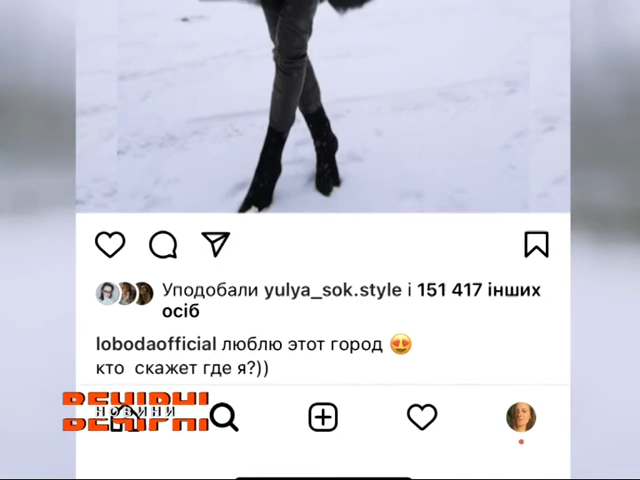 Уподобали yulya_sok.style і 151 417 інших
осіб
lobodaofficial люблю этот город 😍
кто скажет где я?))
ВЕЧІРНІ
НОВИНИ